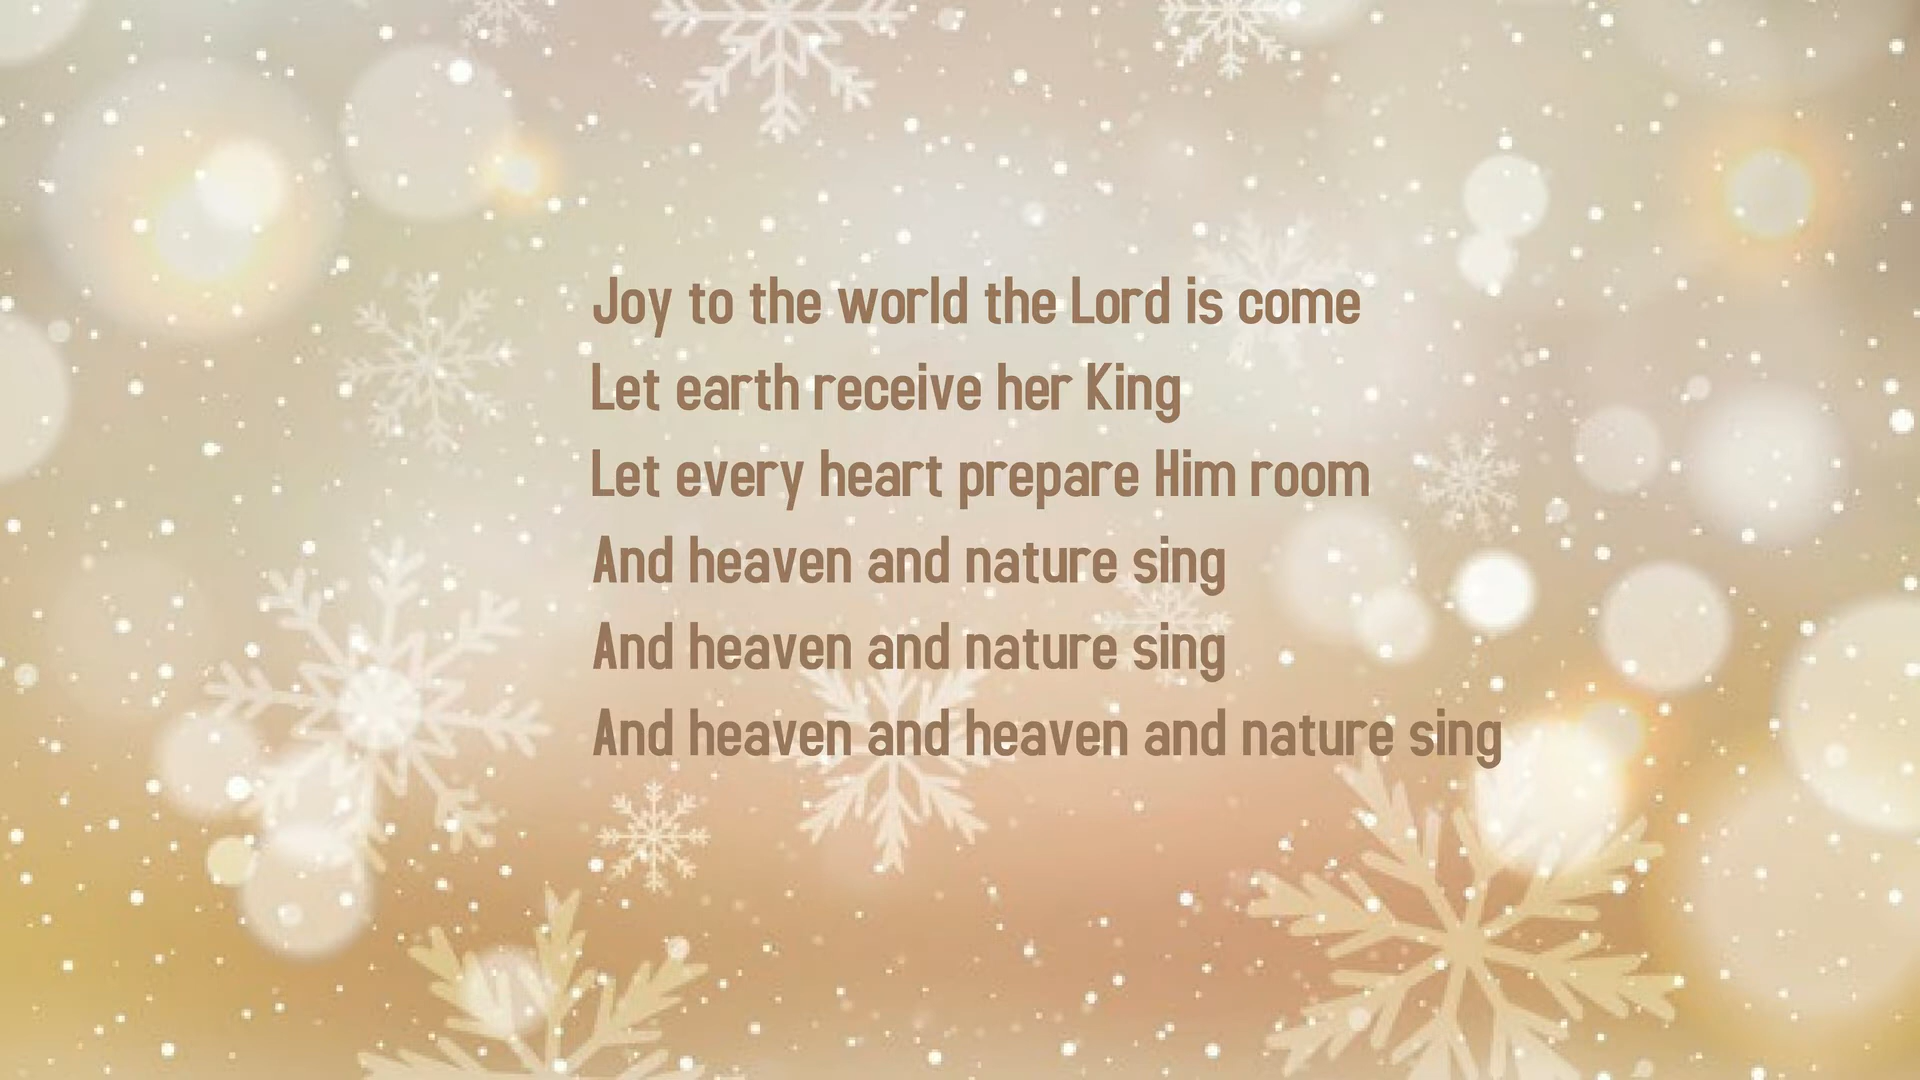 Joy to the world the Lord is come
Let earth receive her King
Let every heart prepare Him room
And heaven and nature sing
And heaven and nature sing
And heaven and heaven and nature sing